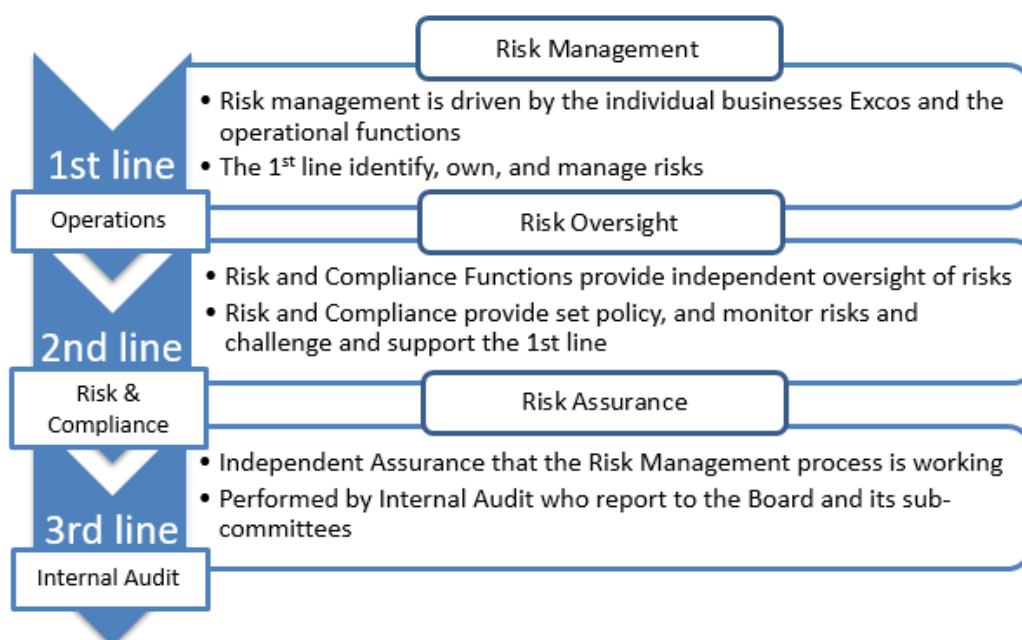 Risk Management
• Risk management is driven by the individual businesses Excos and the
operational functions
• The 1st line identify, own, and manage risks
1st line
Operations
Risk Oversight
• Risk and Compliance Functions provide independent oversight of risks
• Risk and Compliance provide set policy, and monitor risks and
challenge and support the 1st line
2nd line
Risk &
Compliance
Risk Assurance
• Independent Assurance that the Risk Management process is working
• Performed by Internal Audit who report to the Board and its sub-
committees
3rd line
Internal Audit